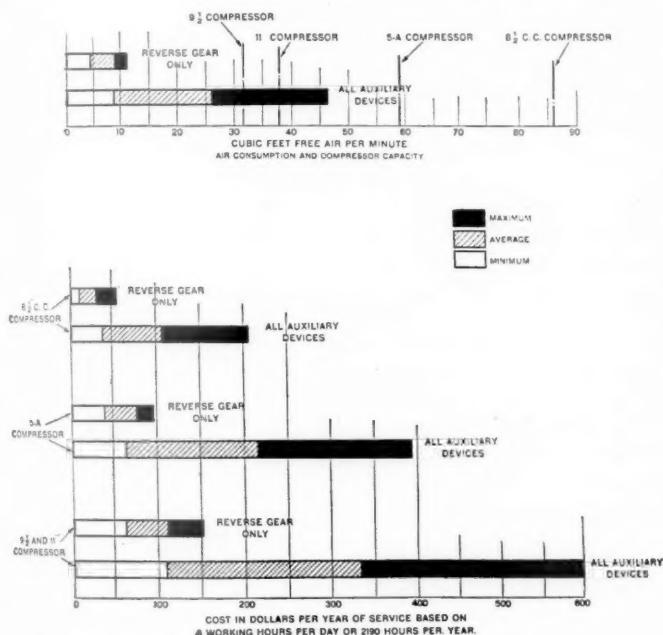 9 1/2 COMPRESSOR
11 COMPRESSOR
5-A COMPRESSOR
8 1/2 C.C. COMPRESSOR
REVERSE GEAR
ONLY
ALL AUXILIARY
DEVICES
0 10 20 30 40 50 60 70 80 90
CUBIC FEET FREE AIR PER MINUTE
AIR CONSUMPTION AND COMPRESSOR CAPACITY
MAXIMUM
AVERAGE
MINIMUM
8 1/2 C.C.
COMPRESSOR
REVERSE GEAR
ONLY
ALL AUXILIARY
DEVICES
5-A
COMPRESSOR
REVERSE GEAR
ONLY
ALL AUXILIARY
DEVICES
9 1/2 AND 11
COMPRESSOR
REVERSE GEAR
ONLY
ALL AUXILIARY
DEVICES
0 100 200 300 400 500 600
COST IN DOLLARS PER YEAR OF SERVICE BASED ON
WORKING HOURS PER DAY OR 2190 HOURS PER. YEAR.